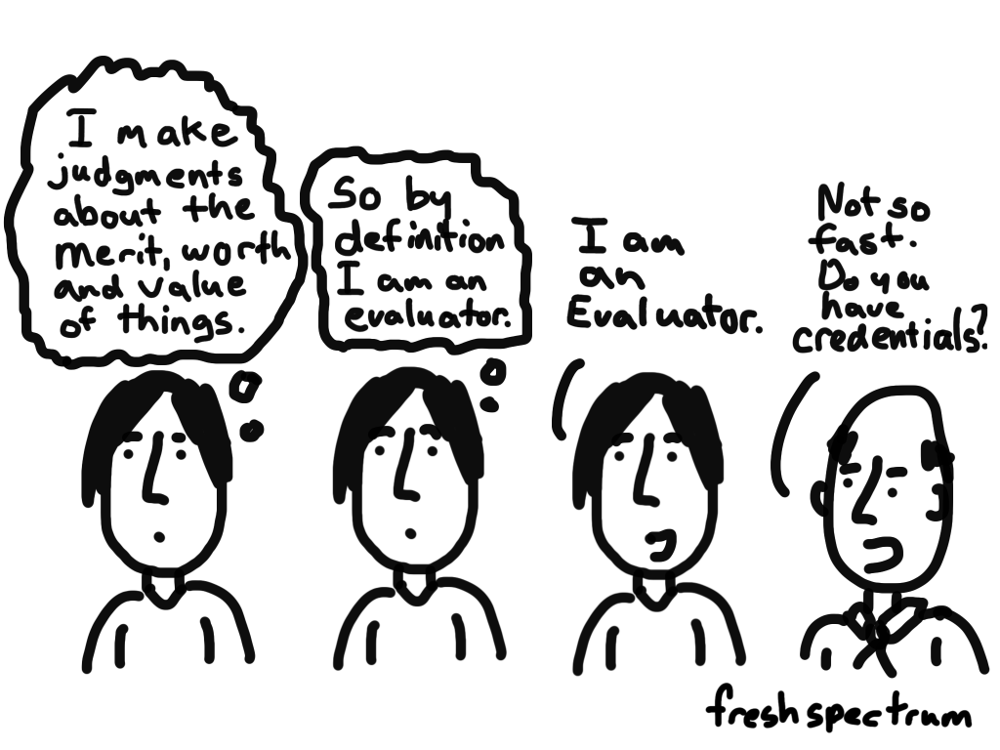 I make
judgments
about the
merit, worth
and value
of things.
So by
definition
I am an
evaluator.
I am
an
Evaluator.
Not so
fast.
Do you
have
credentials?
freshspectrum